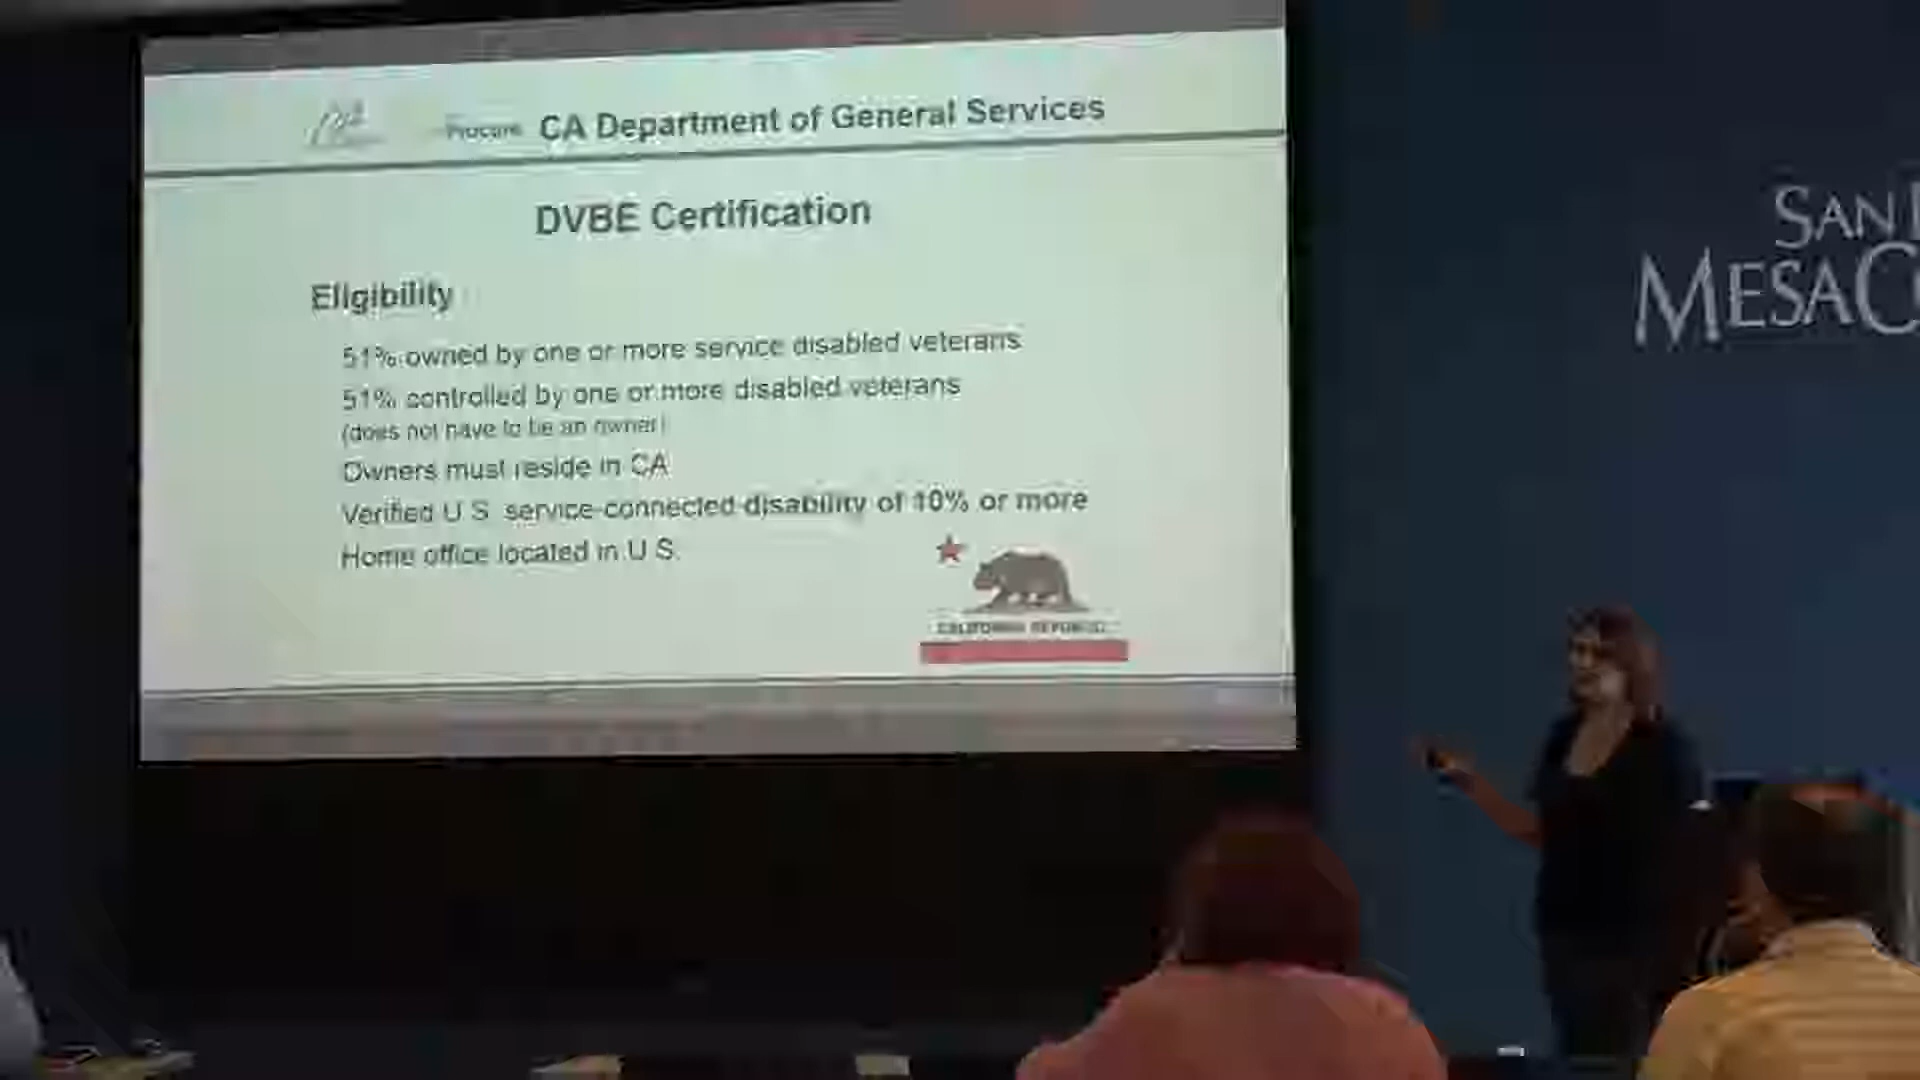 Procure CA Department of General Services
DVBE Certification
Eligibility
51% owned by one or more service disabled veterans
51% controlled by one or more disabled veterans
(does not have to be an owner)
Owners must reside in CA
Verified U.S. service-connected disability of 10% or more
Home office located in U.S.
CALIFORNIA REPUBLIC
SAN
MESA C